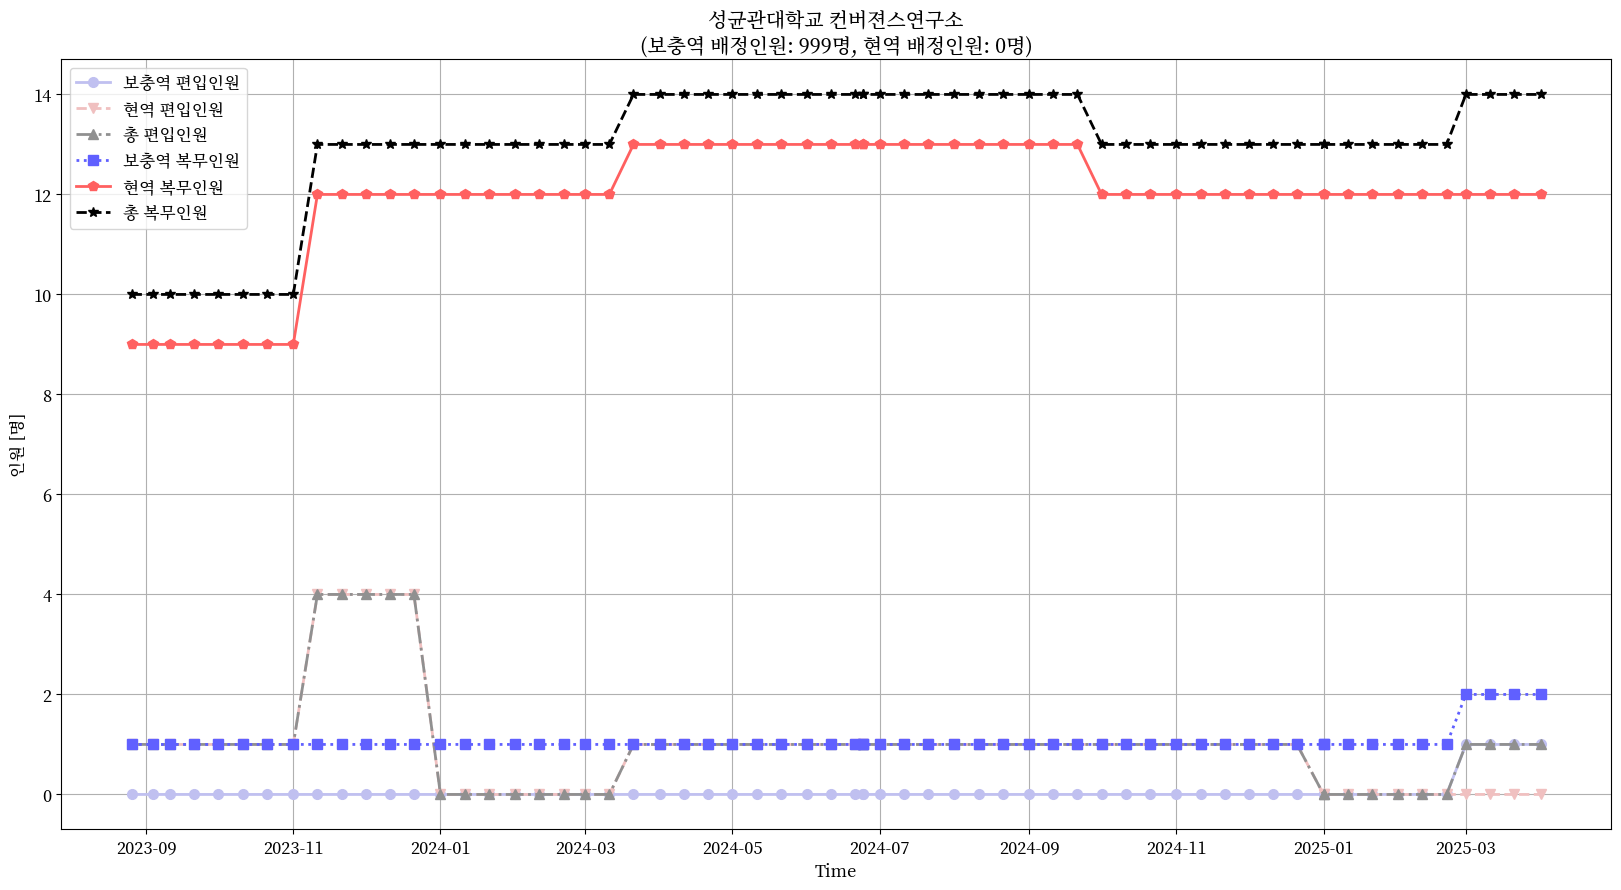 성균관대학교 컨버젼스연구소
(보충역 배정인원: 999명, 현역 배정인원: 0명)
보충역 편입인원
현역 편입인원
총 편입인원
보충역 복무인원
현역 복무인원
총 복무인원
14
12
10
8
6
4
2
0
인원 [명]
2023-09 2023-11 2024-01 2024-03 2024-05 2024-07 2024-09 2024-11 2025-01 2025-03
Time